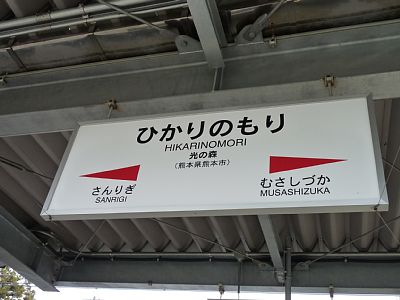 ひかりのもり
HIKARINOMORI
光の森
(熊本県熊本市)
さんりぎ
SANRIGI
むさしづか
MUSASHIZUKA